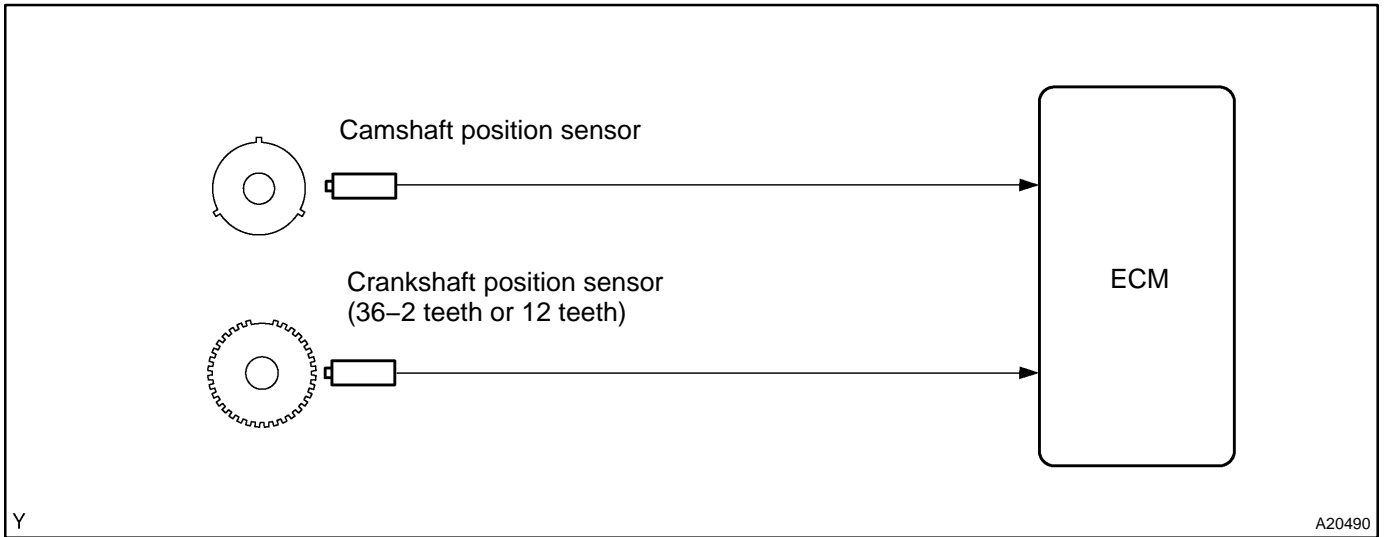 Camshaft position sensor
Crankshaft position sensor
(36−2 teeth or 12 teeth)
ECM
Y
A20490